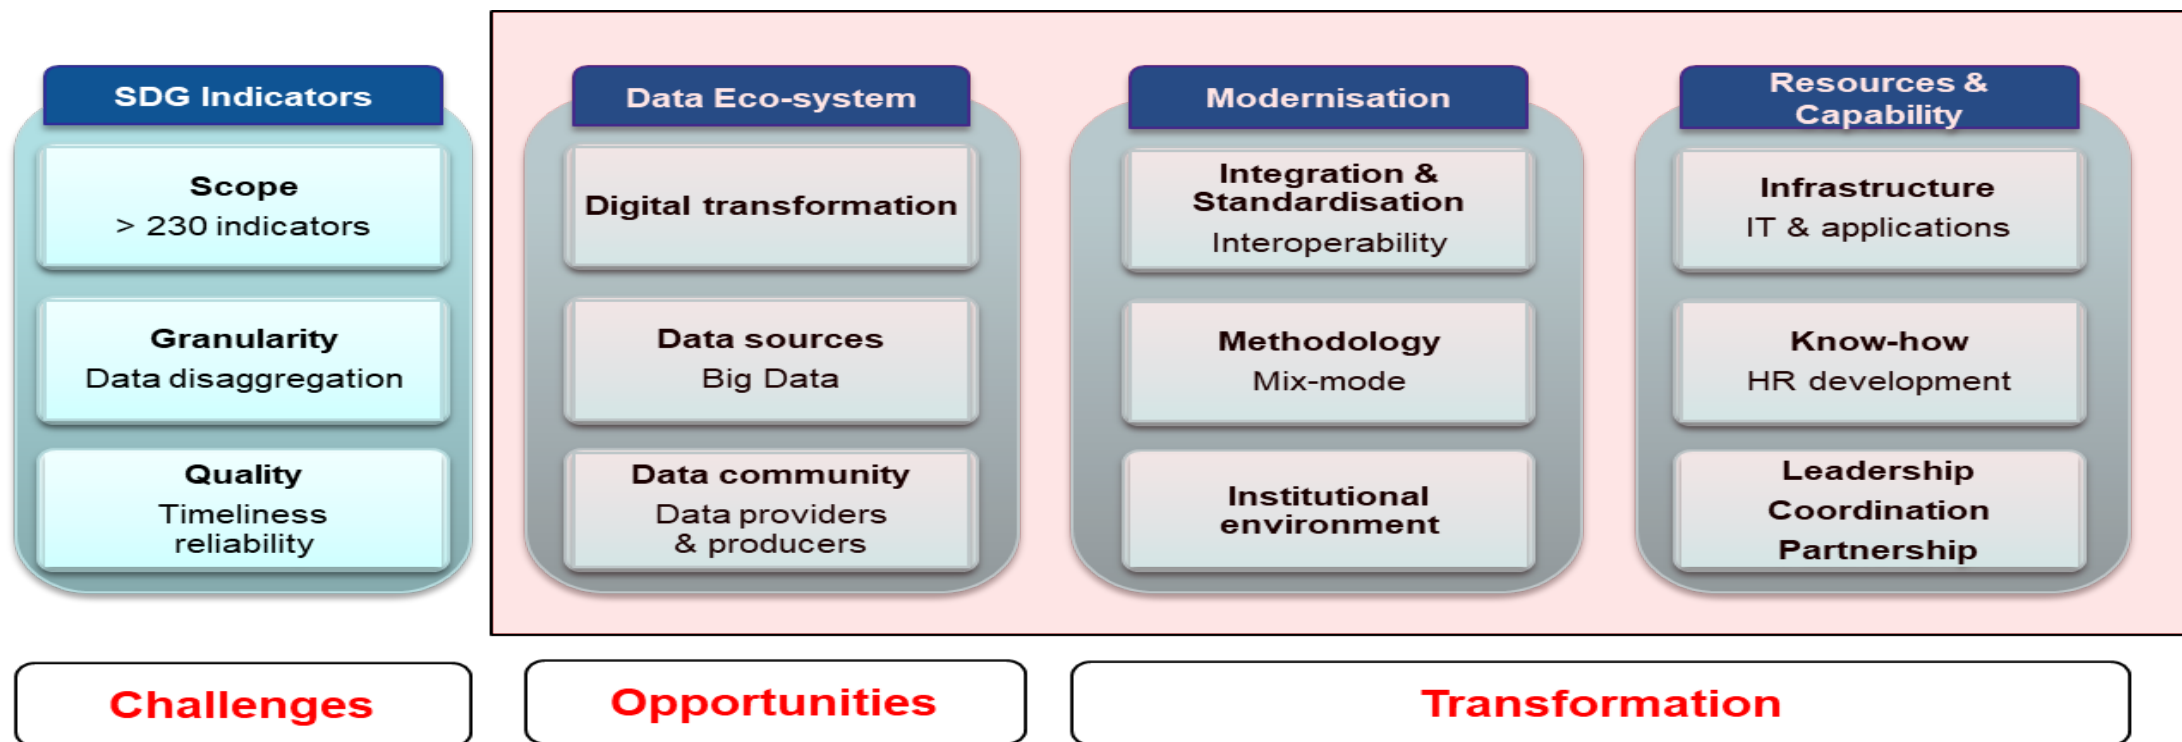 SDG Indicators
Scope
> 230 indicators
Granularity
Data disaggregation
Quality
Timeliness
reliability
Data Eco-system
Digital transformation
Data sources
Big Data
Data community
Data providers
& producers
Modernisation
Integration &
Standardisation
Interoperability
Methodology
Mix-mode
Institutional
environment
Resources &
Capability
Infrastructure
IT & applications
Know-how
HR development
Leadership
Coordination
Partnership
Challenges
Opportunities
Transformation